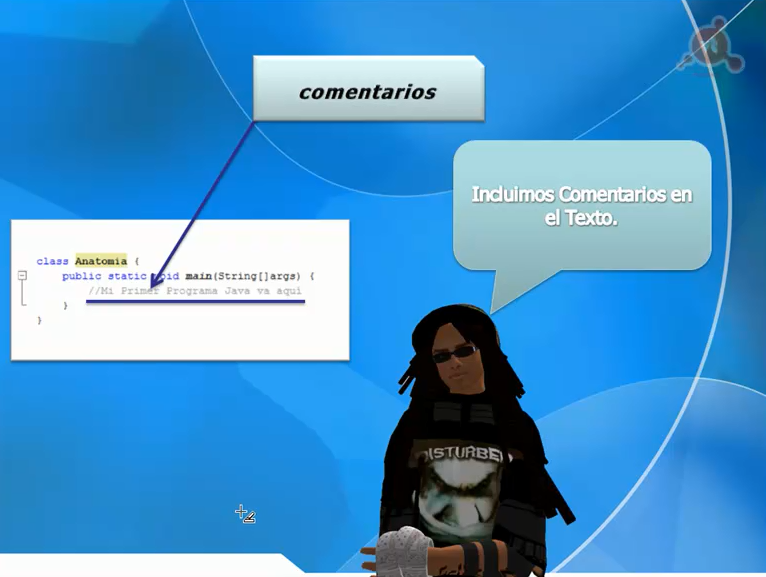 comentarios
Incluimos Comentarios en
el Texto.
class Anatomia {
public static void main(String[]args) {
//Mi Primer Programa Java va aqui
}
}
DISTURBED